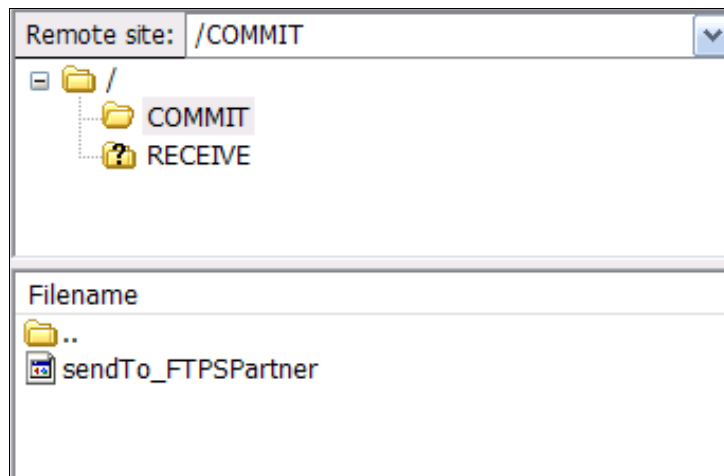 Remote site: /COMMIT
/
COMMIT
? RECEIVE
Filename
..
sendTo_FTPSPartner